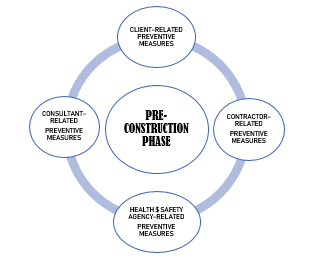 CLIENT-RELATED
PREVENTIVE
MEASURES
CONSULTANT-
RELATED
PREVENTIVE
MEASURES
PRE-
CONSTRUCTION
PHASE
CONTRACTOR-
RELATED
PREVENTIVE
MEASURES
HEALTH $ SAFETY
AGENCY-RELATED
PREVENTIVE
MEASURES